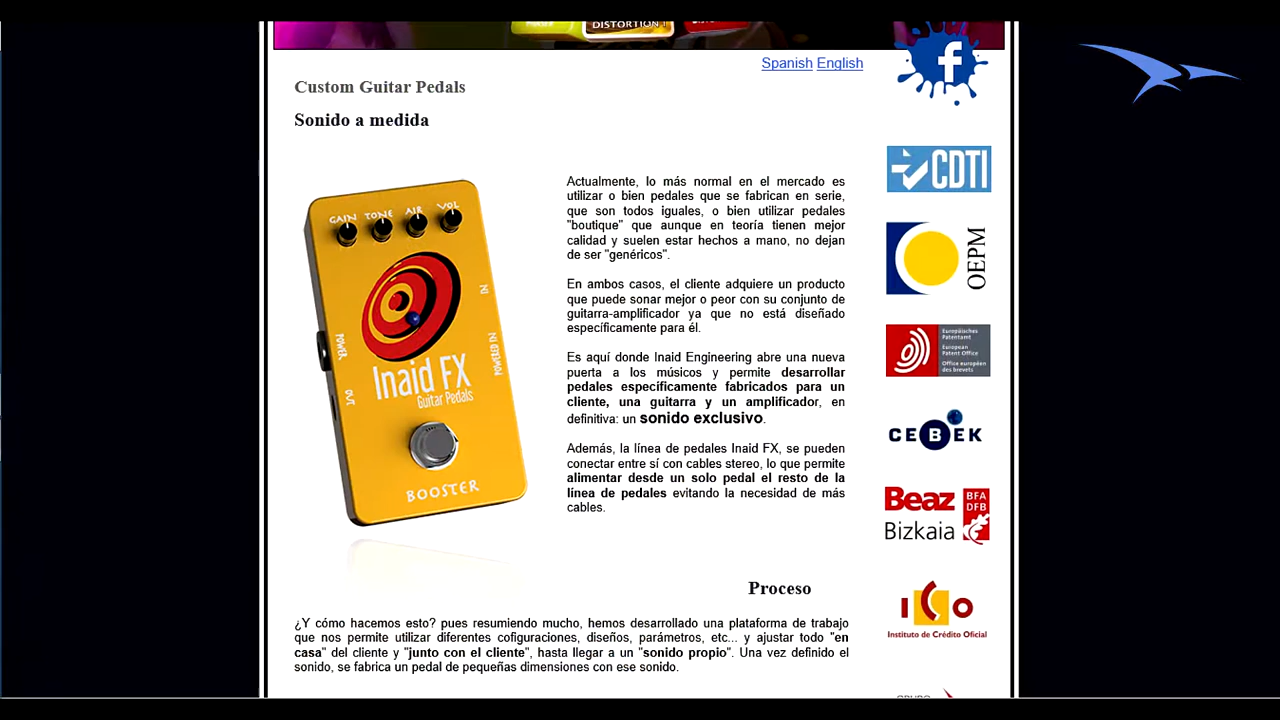 DISTORTION !
Spanish English
f
Custom Guitar Pedals
Sonido a medida
Actualmente, lo más normal en el mercado es
utilizar o bien pedales que se fabrican en serie,
que son todos iguales, o bien utilizar pedales
"boutique" que aunque en teoría tienen mejor
calidad y suelen estar hechos a mano, no dejan
de ser "genéricos".
En ambos casos, el cliente adquiere un producto
que puede sonar mejor o peor con su conjunto de
guitarra-amplificador ya que no está diseñado
específicamente para él.
Es aquí donde Inaid Engineering abre una nueva
puerta a los músicos y permite desarrollar
pedales específicamente fabricados para un
cliente, una guitarra y un amplificador, en
definitiva: un sonido exclusivo.
Además, la línea de pedales Inaid FX, se pueden
conectar entre sí con cables stereo, lo que permite
alimentar desde un solo pedal el resto de la
línea de pedales evitando la necesidad de más
cables.
GAIN TONE AIR VOL
IN
POWER
POWERED IN
OUT
Inaid FX
Guitar Pedals
BOOSTER
Proceso
¿Y cómo hacemos esto? pues resumiendo mucho, hemos desarrollado una plataforma de trabajo
que nos permite utilizar diferentes cofiguraciones, diseños, parámetros, etc... y ajustar todo "en
casa" del cliente y "junto con el cliente", hasta llegar a un "sonido propio". Una vez definido el
sonido, se fabrica un pedal de pequeñas dimensiones con ese sonido.
CDTI
OEPM
Europäisches
Patentamt
European
Patent Office
Office européen
des brevets
CEBEK
Beaz
Bizkaia
BFA
DFB
ICO
Instituto de Crédito Oficial